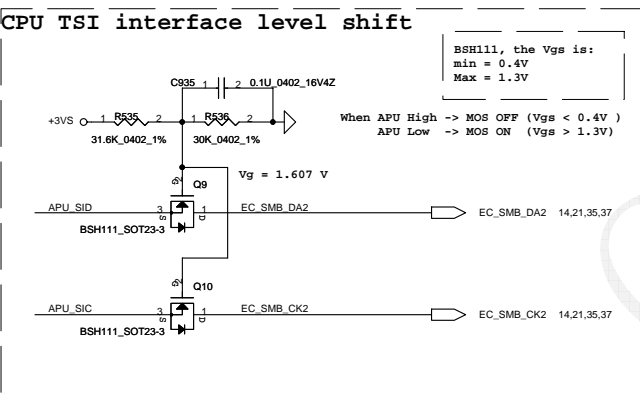 CPU TSI interface level shift
BSH111, the Vgs is:
min = 0.4V
Max = 1.3V
C935 1 2 0.1U_0402_16V4Z
+3VS 1 R535 2 1 R536 2
31.6K_0402_1% 30K_0402_1%
When APU High -> MOS OFF (Vgs < 0.4V )
APU Low -> MOS ON (Vgs > 1.3V)
Vg = 1.607 V
2 G Q9
APU_SID 3 S 1 D EC_SMB_DA2 EC_SMB_DA2 14,21,35,37
BSH111_SOT23-3
2 G Q10
APU_SIC 3 S 1 D EC_SMB_CK2 EC_SMB_CK2 14,21,35,37
BSH111_SOT23-3